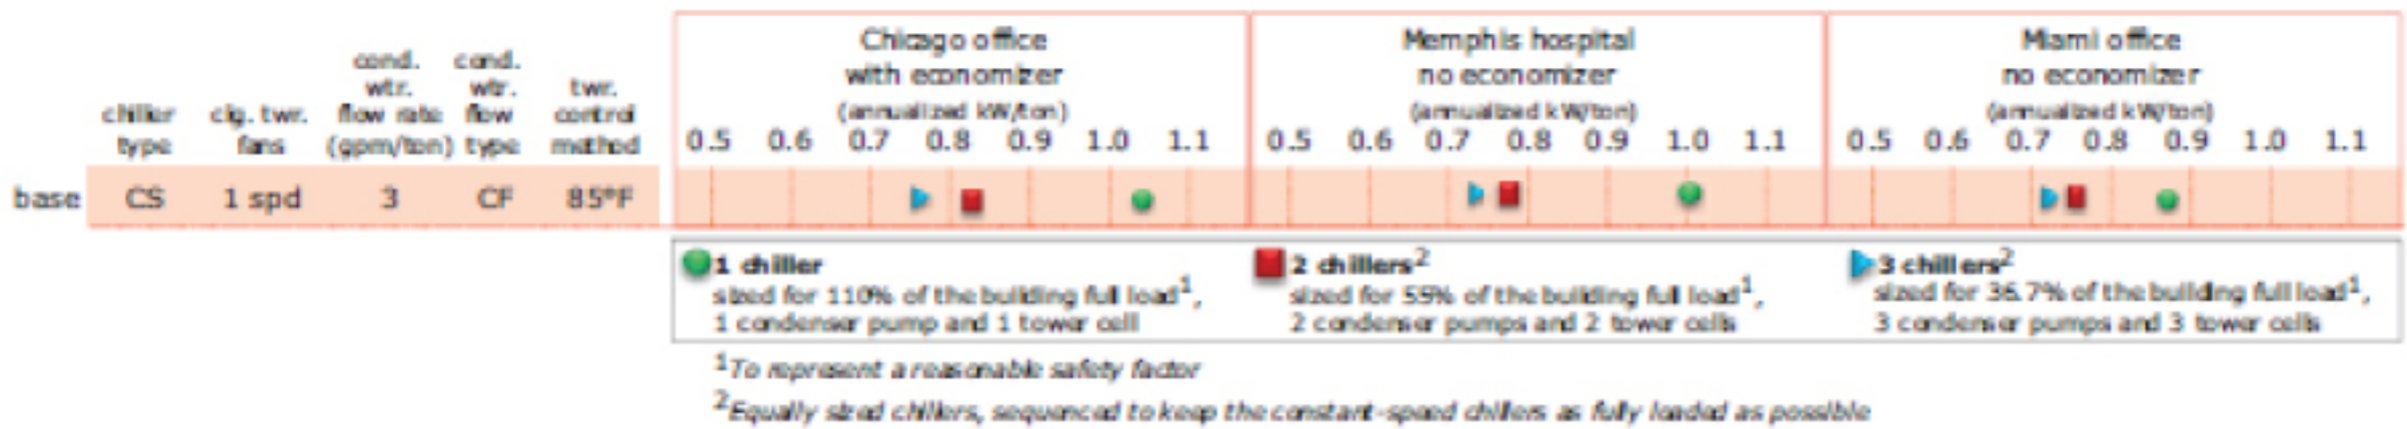 chiller type
clg. twr. fans
cond. wtr. flow rate (gpm/ton)
cond. wtr. flow type
twr. control method
Chicago office
with economizer
(annualized kW/ton)
0.5 0.6 0.7 0.8 0.9 1.0 1.1
Memphis hospital
no economizer
(annualized kW/ton)
0.5 0.6 0.7 0.8 0.9 1.0 1.1
Miami office
no economizer
(annualized kW/ton)
0.5 0.6 0.7 0.8 0.9 1.0 1.1
base CS 1 spd 3 CF 85°F
1 chiller
sized for 110% of the building full load¹,
1 condenser pump and 1 tower cell
2 chillers²
sized for 55% of the building full load¹,
2 condenser pumps and 2 tower cells
3 chillers²
sized for 36.7% of the building full load¹,
3 condenser pumps and 3 tower cells
¹To represent a reasonable safety factor
²Equally sized chillers, sequenced to keep the constant-speed chillers as fully loaded as possible